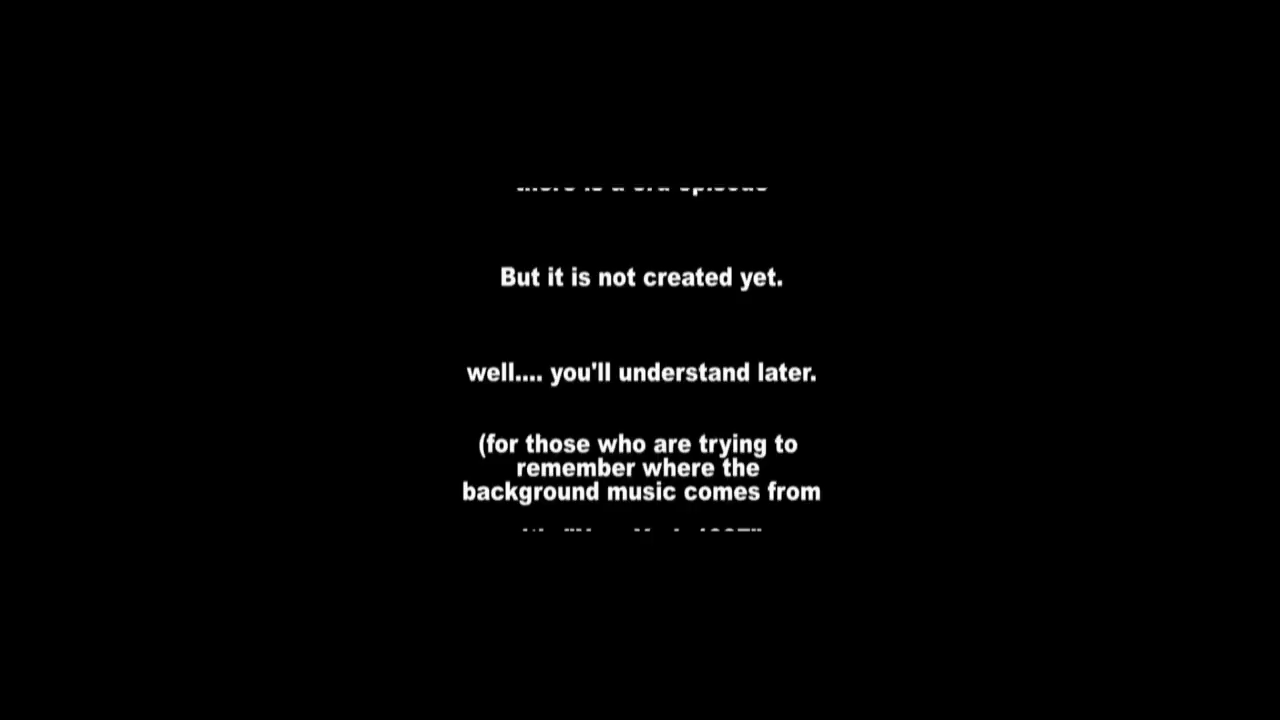 But it is not created yet.
well.... you'll understand later.
(for those who are trying to
remember where the
background music comes from